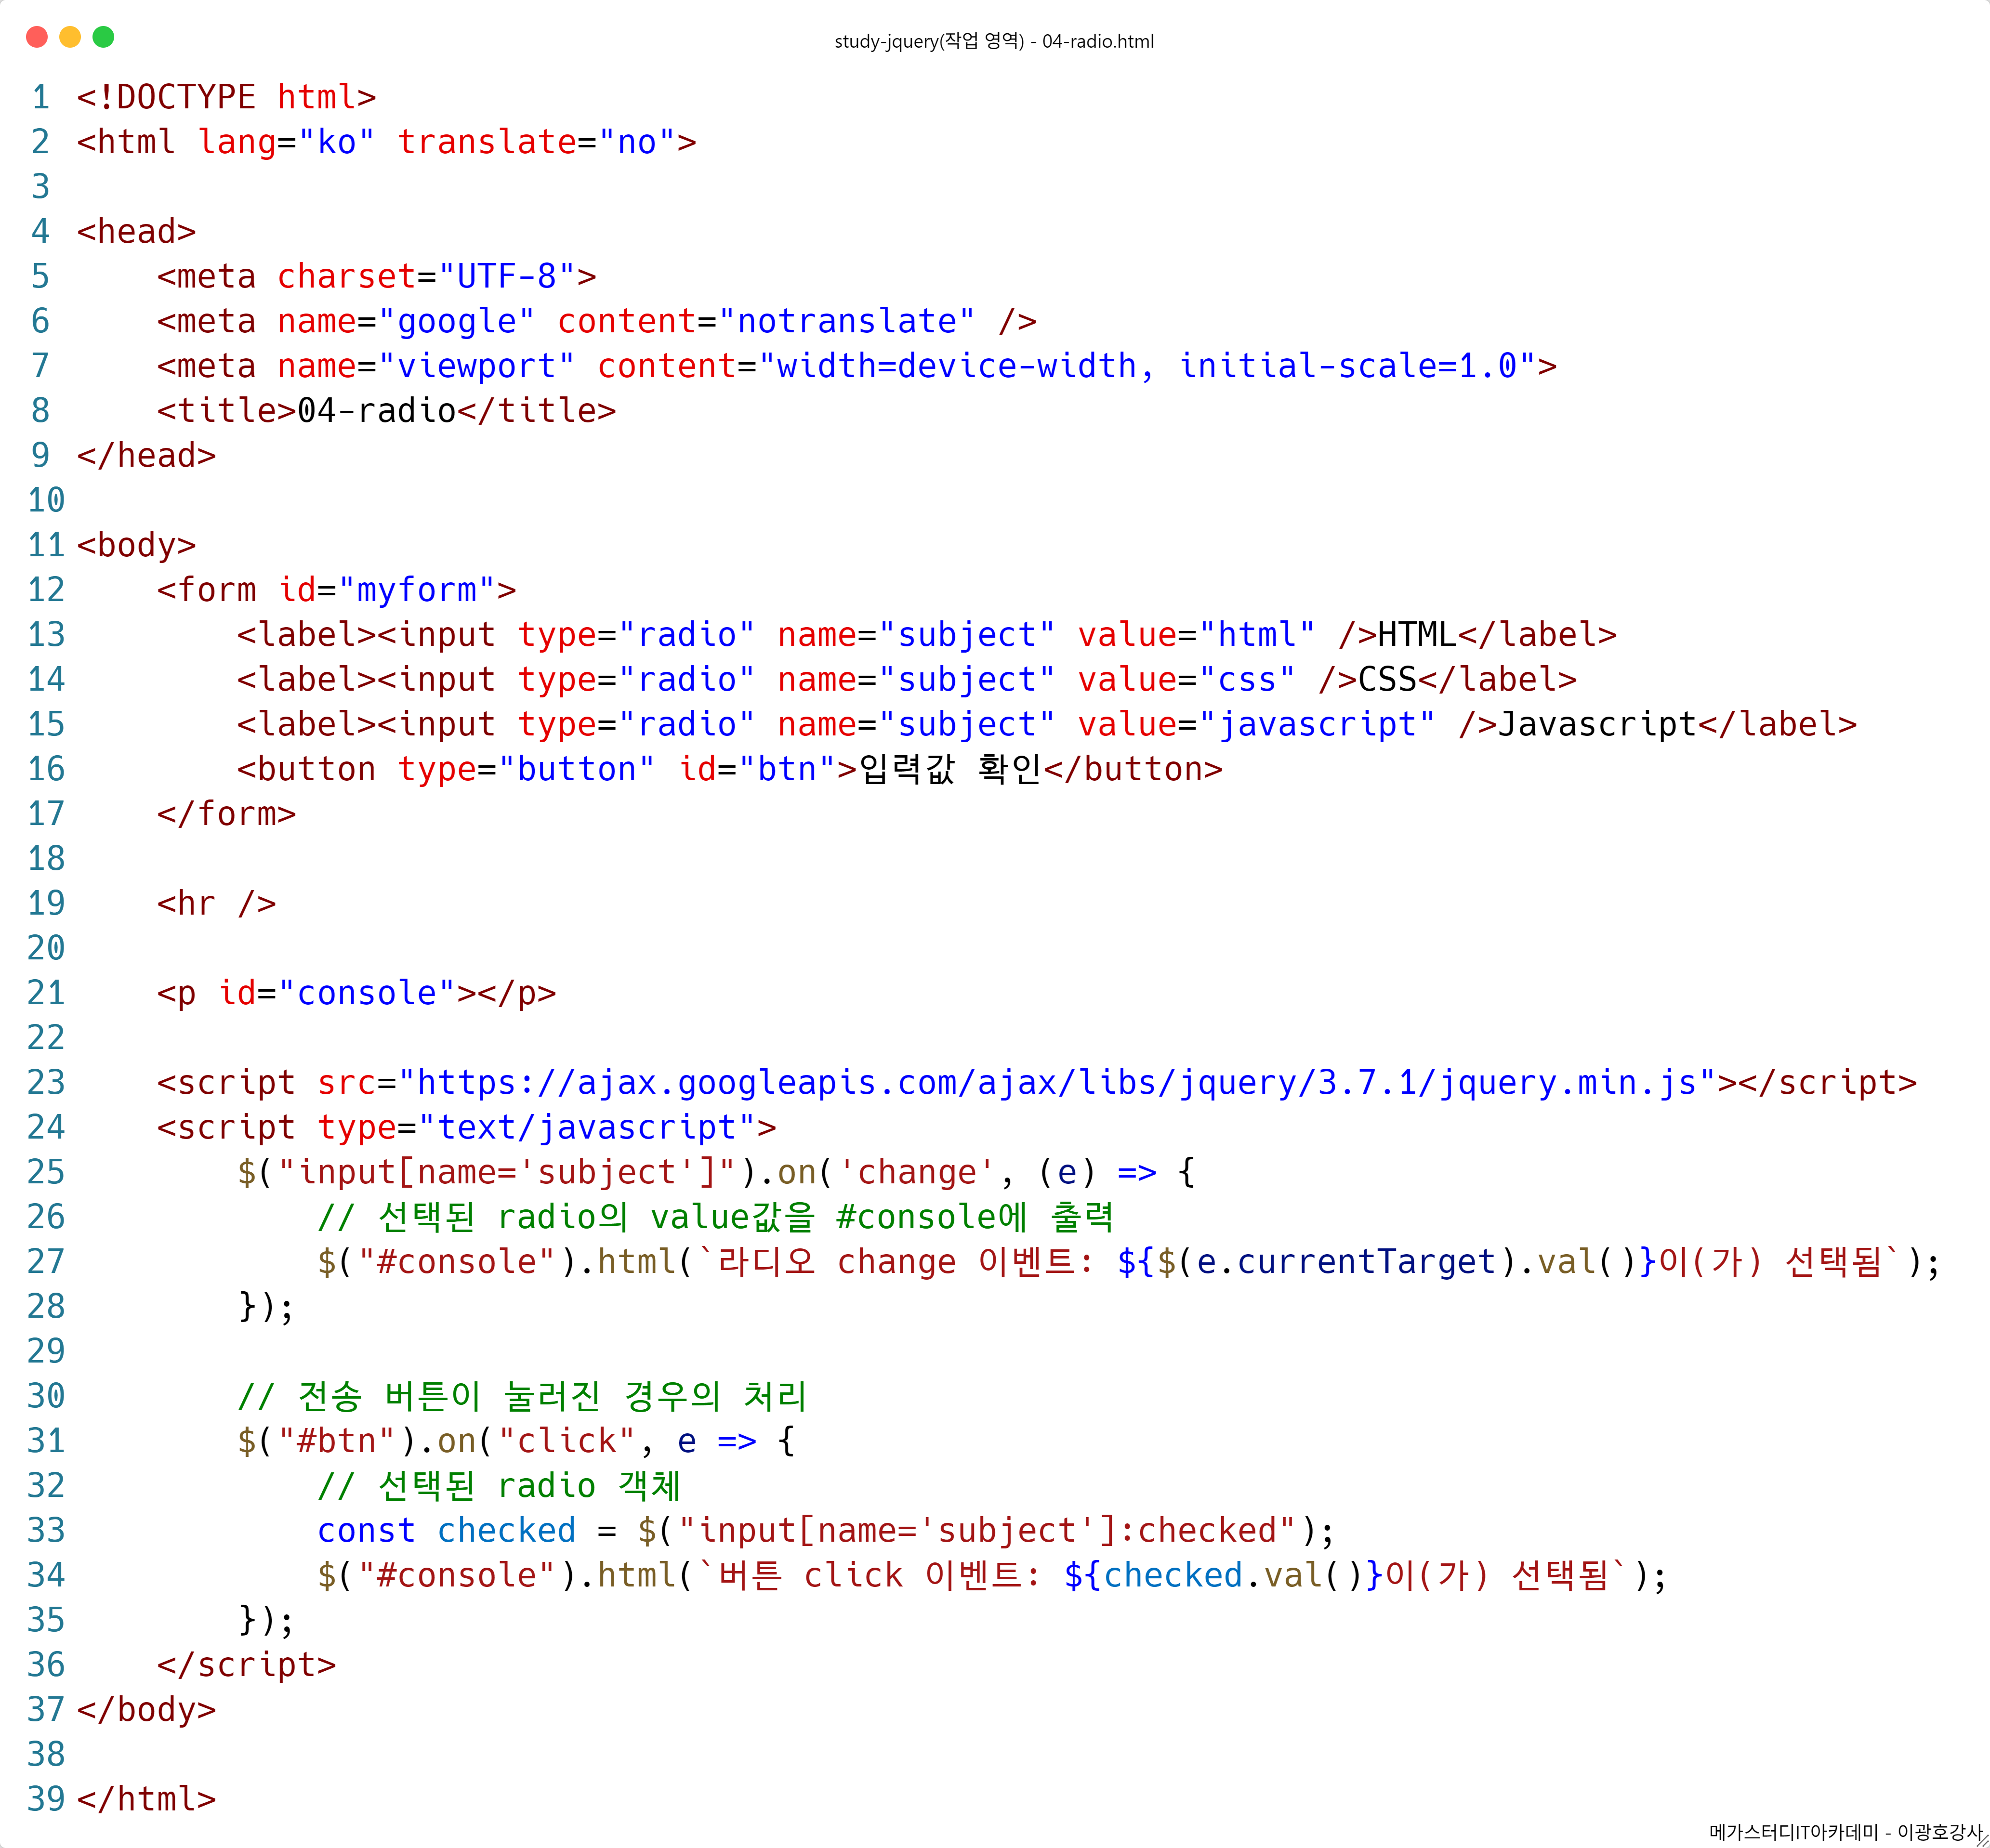 study-jquery(작업 영역) - 04-radio.html
1 <!DOCTYPE html>
2 <html lang="ko" translate="no">
3
4 <head>
5     <meta charset="UTF-8">
6     <meta name="google" content="notranslate" />
7     <meta name="viewport" content="width=device-width, initial-scale=1.0">
8     <title>04-radio</title>
9 </head>
10
11 <body>
12     <form id="myform">
13         <label><input type="radio" name="subject" value="html" />HTML</label>
14         <label><input type="radio" name="subject" value="css" />CSS</label>
15         <label><input type="radio" name="subject" value="javascript" />Javascript</label>
16         <button type="button" id="btn">입력값 확인</button>
17     </form>
18
19     <hr />
20
21     <p id="console"></p>
22
23     <script src="https://ajax.googleapis.com/ajax/libs/jquery/3.7.1/jquery.min.js"></script>
24     <script type="text/javascript">
25         $("input[name='subject']").on('change', (e) => {
26             // 선택된 radio의 value값을 #console에 출력
27             $("#console").html(`라디오 change 이벤트: ${$(e.currentTarget).val()}이(가) 선택됨`);
28         });
29
30         // 전송 버튼이 눌러진 경우의 처리
31         $("#btn").on("click", e => {
32             // 선택된 radio 객체
33             const checked = $("input[name='subject']:checked");
34             $("#console").html(`버튼 click 이벤트: ${checked.val()}이(가) 선택됨`);
35         });
36     </script>
37 </body>
38
39 </html>
메가스터디IT아카데미 - 이광호강사